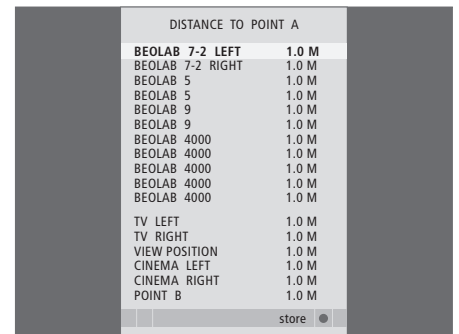 DISTANCE TO POINT A
BEOLAB 7-2 LEFT 1.0 M
BEOLAB 7-2 RIGHT 1.0 M
BEOLAB 5 1.0 M
BEOLAB 5 1.0 M
BEOLAB 9 1.0 M
BEOLAB 9 1.0 M
BEOLAB 4000 1.0 M
BEOLAB 4000 1.0 M
BEOLAB 4000 1.0 M
BEOLAB 4000 1.0 M
BEOLAB 4000 1.0 M
TV LEFT 1.0 M
TV RIGHT 1.0 M
VIEW POSITION 1.0 M
CINEMA LEFT 1.0 M
CINEMA RIGHT 1.0 M
POINT B 1.0 M
store